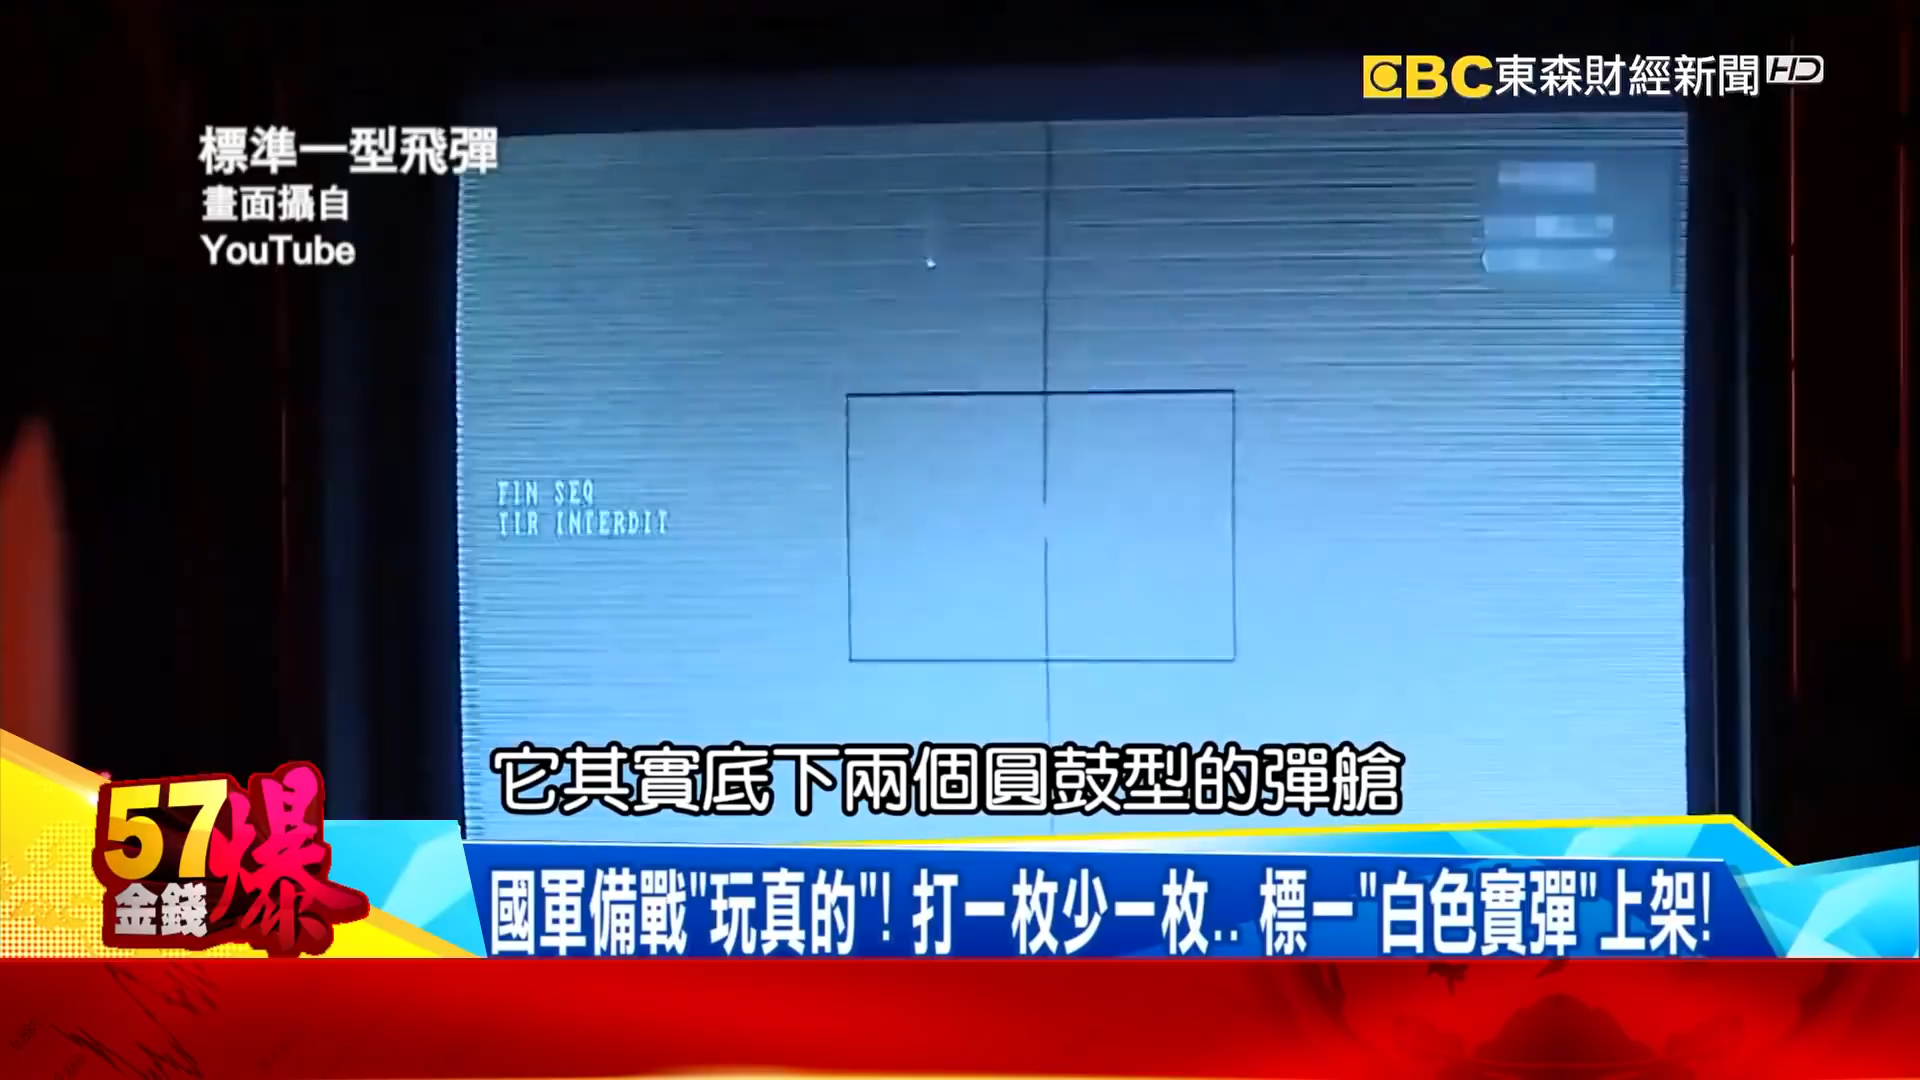 EBC東森財經新聞HD
標準一型飛彈
畫面攝自
YouTube
FIN SEQ
TIR INTERDIT
它其實底下兩個圓鼓型的彈艙
57爆
金錢
國軍備戰"玩真的"! 打一枚少一枚.. 標一"白色實彈"上架!